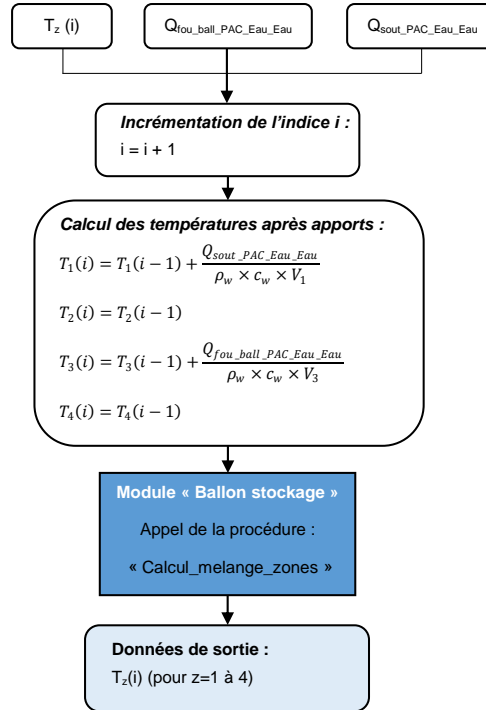 T_z (i)
Q_fou_ball_PAC_Eau_Eau
Q_sout_PAC_Eau_Eau
Incrémentation de l'indice i :
i = i + 1
Calcul des températures après apports :
T_1(i) = T_1(i − 1) + Q_sout_PAC_Eau_Eau / (ρ_w × c_w × V_1)
T_2(i) = T_2(i − 1)
T_3(i) = T_3(i − 1) + Q_fou_ball_PAC_Eau_Eau / (ρ_w × c_w × V_3)
T_4(i) = T_4(i − 1)
Module « Ballon stockage »
Appel de la procédure :
« Calcul_melange_zones »
Données de sortie :
T_z(i) (pour z=1 à 4)